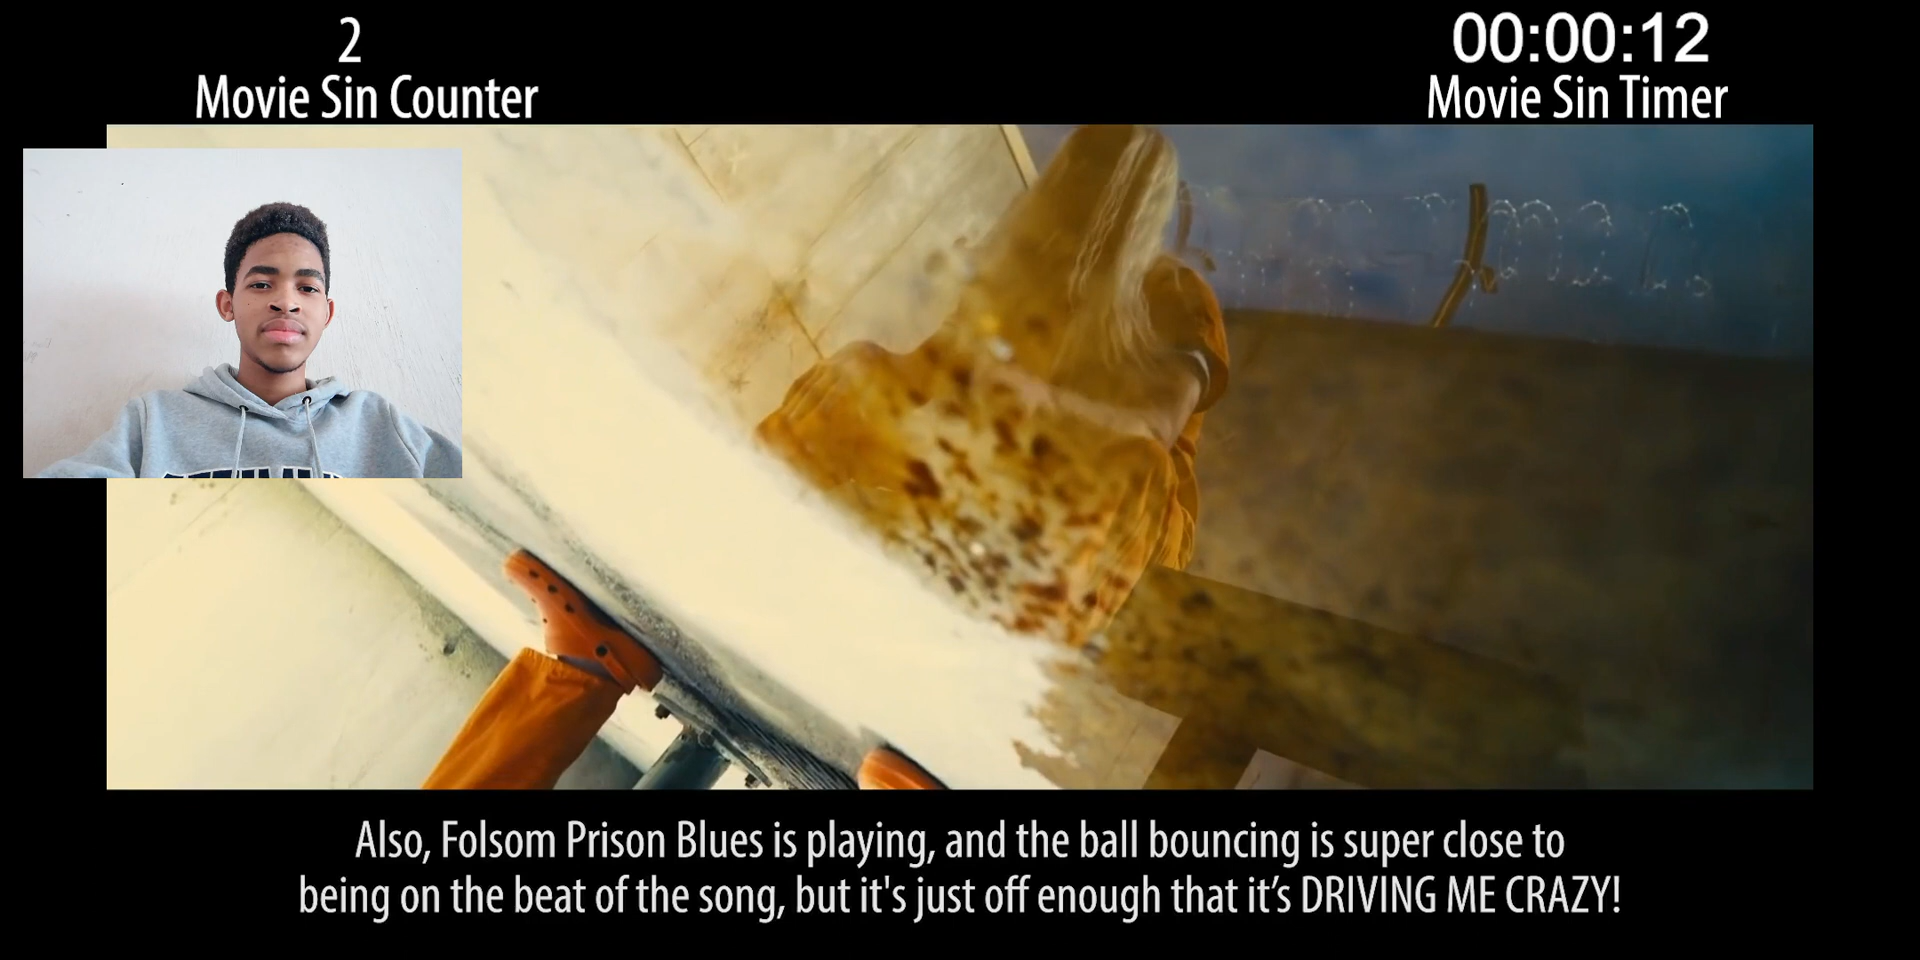 2
Movie Sin Counter
00:00:12
Movie Sin Timer
Also, Folsom Prison Blues is playing, and the ball bouncing is super close to
being on the beat of the song, but it's just off enough that it’s DRIVING ME CRAZY!